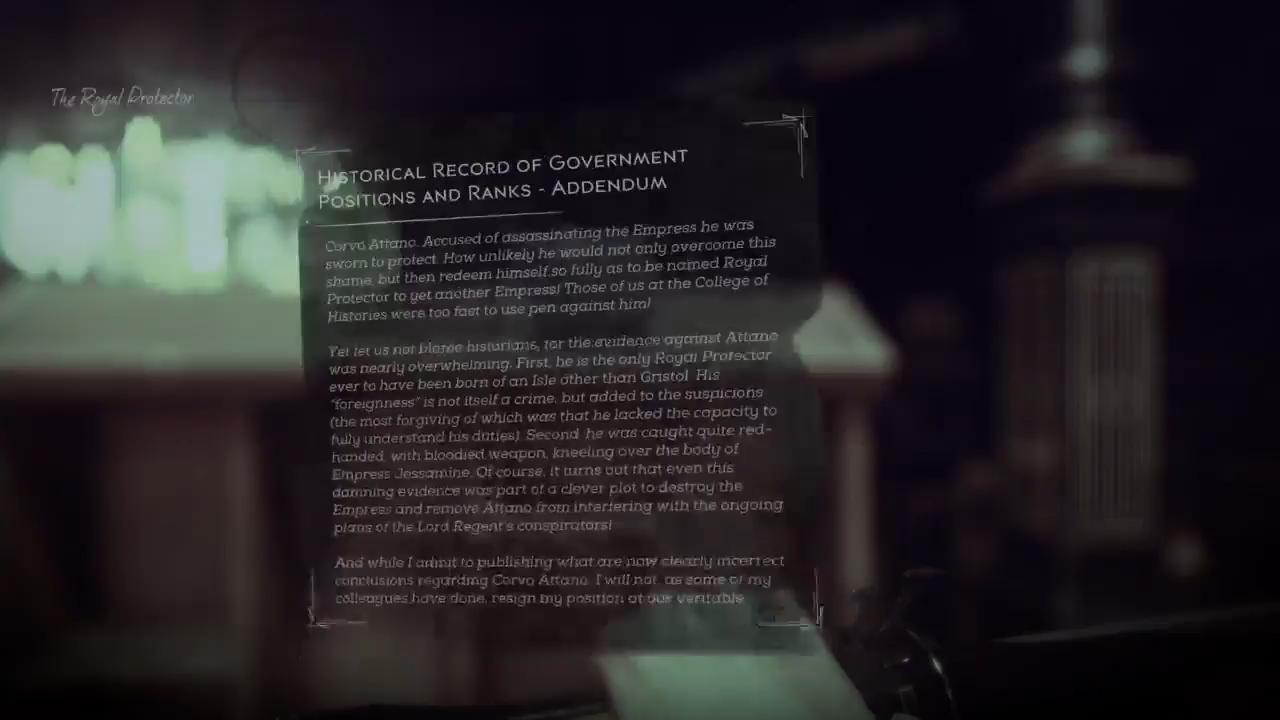 The Royal Protector
Historical Record of Government
Positions and Ranks - Addendum
Corvo Attano. Accused of assassinating the Empress he was
sworn to protect. How unlikely he would not only overcome this
shame, but then redeem himself so fully as to be named Royal
Protector to yet another Empress! Those of us at the College of
Histories were too fast to use pen against him!
Yet let us not blame historians, for the evidence against Attano
was nearly overwhelming. First, he is the only Royal Protector
ever to have been born of an Isle other than Gristol. His
"foreignness" is not itself a crime, but added to the suspicions
(the most forgiving of which was that he lacked the capacity to
fully understand his duties). Second, he was caught quite red-
handed, with bloodied weapon, kneeling over the body of
Empress Jessamine. Of course, it turns out that even this
damning evidence was part of a clever plot to destroy the
Empress and remove Attano from interfering with the ongoing
plans of the Lord Regent's conspirators!
And while I admit to publishing what are now clearly incorrect
conclusions regarding Corvo Attano, I will not, as some of my
colleagues have done, resign my position at our veritable